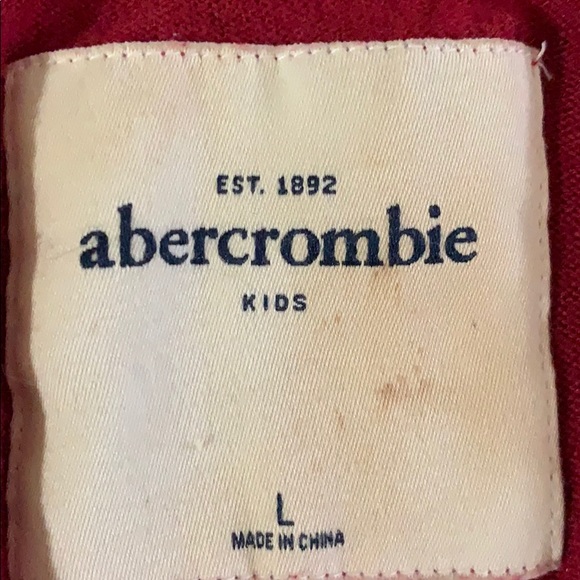 EST. 1892
abercrombie
KIDS
L
MADE IN CHINA